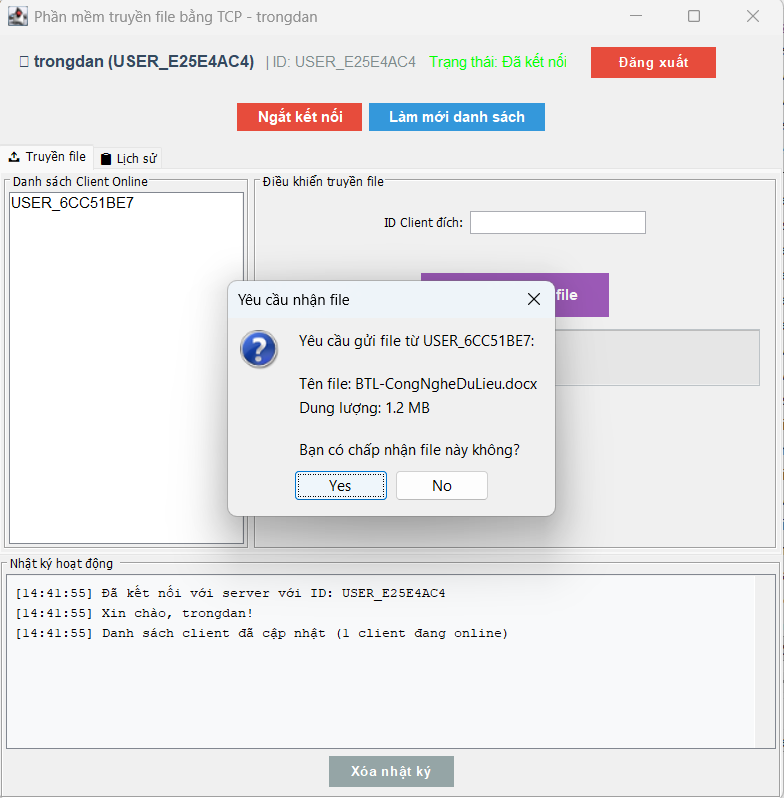 Phần mềm truyền file bằng TCP - trongdan
trongdan (USER_E25E4AC4) | ID: USER_E25E4AC4 Trạng thái: Đã kết nối Đăng xuất
Ngắt kết nối Làm mới danh sách
Truyền file Lịch sử
Danh sách Client Online
USER_6CC51BE7
Điều khiển truyền file
ID Client đích:
file
Yêu cầu nhận file
Yêu cầu gửi file từ USER_6CC51BE7:
Tên file: BTL-CongNgheDuLieu.docx
Dung lượng: 1.2 MB
Bạn có chấp nhận file này không?
Yes No
Nhật ký hoạt động
[14:41:55] Đã kết nối với server với ID: USER_E25E4AC4
[14:41:55] Xin chào, trongdan!
[14:41:55] Danh sách client đã cập nhật (1 client đang online)
Xóa nhật ký